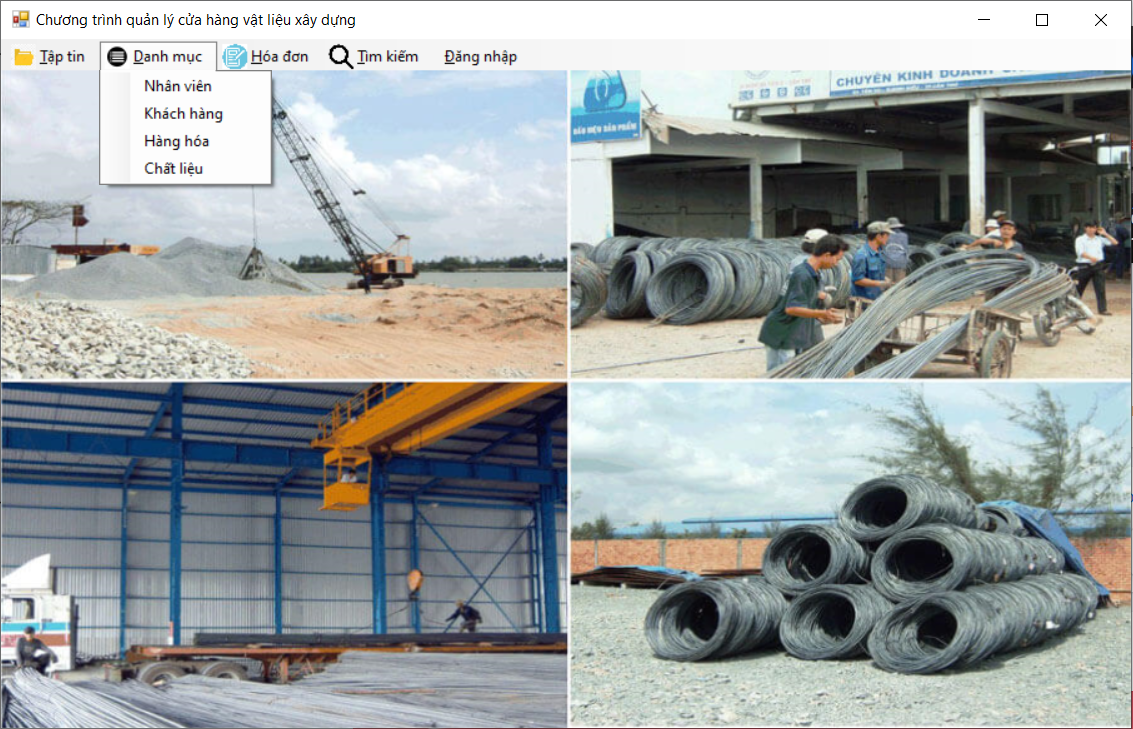 Chương trình quản lý cửa hàng vật liệu xây dựng
Tập tin Danh mục Hóa đơn Tìm kiếm Đăng nhập
Nhân viên
Khách hàng
Hàng hóa
Chất liệu
CHUYÊN KINH DOANH